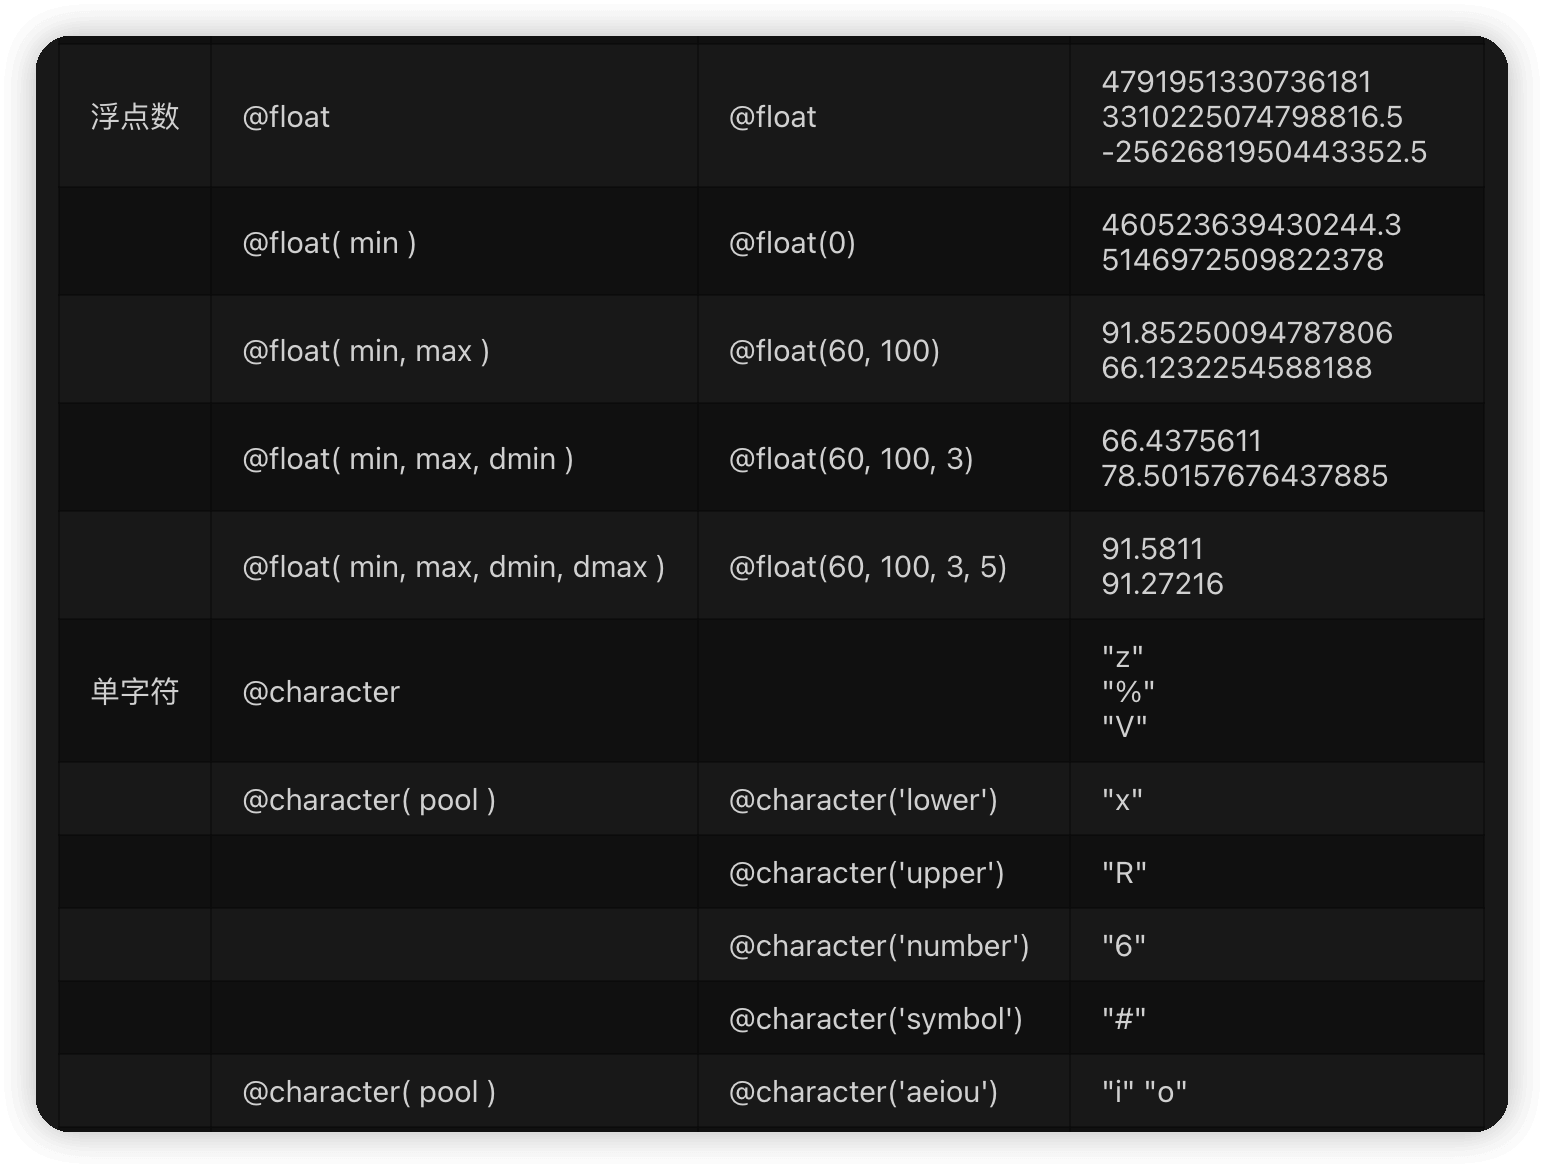 浮点数 @float @float 4791951330736181
3310225074798816.5
-2562681950443352.5
@float( min ) @float(0) 460523639430244.3
5146972509822378
@float( min, max ) @float(60, 100) 91.85250094787806
66.1232254588188
@float( min, max, dmin ) @float(60, 100, 3) 66.4375611
78.50157676437885
@float( min, max, dmin, dmax ) @float(60, 100, 3, 5) 91.5811
91.27216
单字符 @character "z"
"%"
"V"
@character( pool ) @character('lower') "x"
@character('upper') "R"
@character('number') "6"
@character('symbol') "#"
@character( pool ) @character('aeiou') "i" "o"